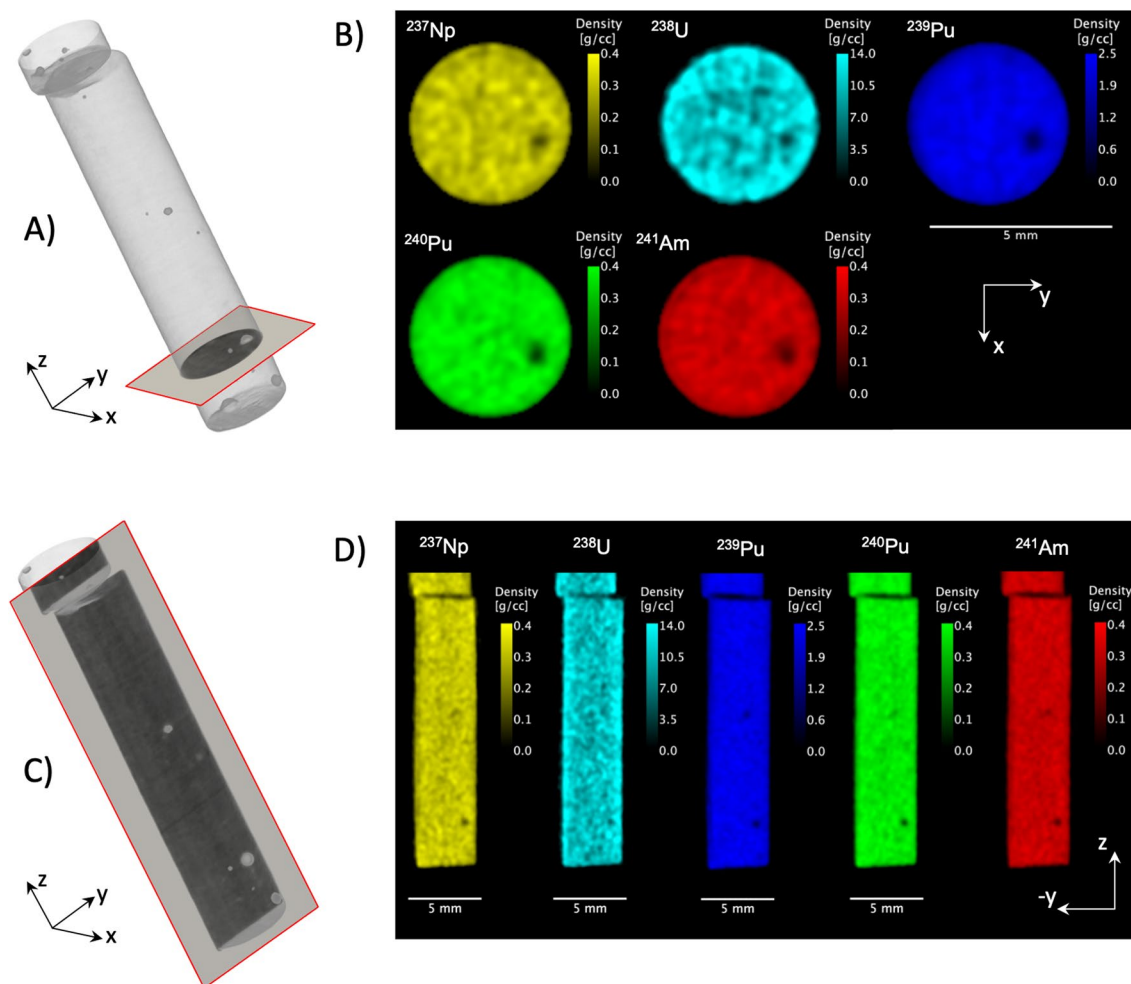 A)
z
y
x
B)
237Np
Density
[g/cc]
0.4
0.3
0.2
0.1
0.0
238U
Density
[g/cc]
14.0
10.5
7.0
3.5
0.0
239Pu
Density
[g/cc]
2.5
1.9
1.2
0.6
0.0
5 mm
240Pu
Density
[g/cc]
0.4
0.3
0.2
0.1
0.0
241Am
Density
[g/cc]
0.4
0.3
0.2
0.1
0.0
y
x
C)
z
y
x
D)
237Np
Density
[g/cc]
0.4
0.3
0.2
0.1
0.0
5 mm
238U
Density
[g/cc]
14.0
10.5
7.0
3.5
0.0
5 mm
239Pu
Density
[g/cc]
2.5
1.9
1.2
0.6
0.0
5 mm
240Pu
Density
[g/cc]
0.4
0.3
0.2
0.1
0.0
5 mm
241Am
Density
[g/cc]
0.4
0.3
0.2
0.1
0.0
5 mm
z
-y